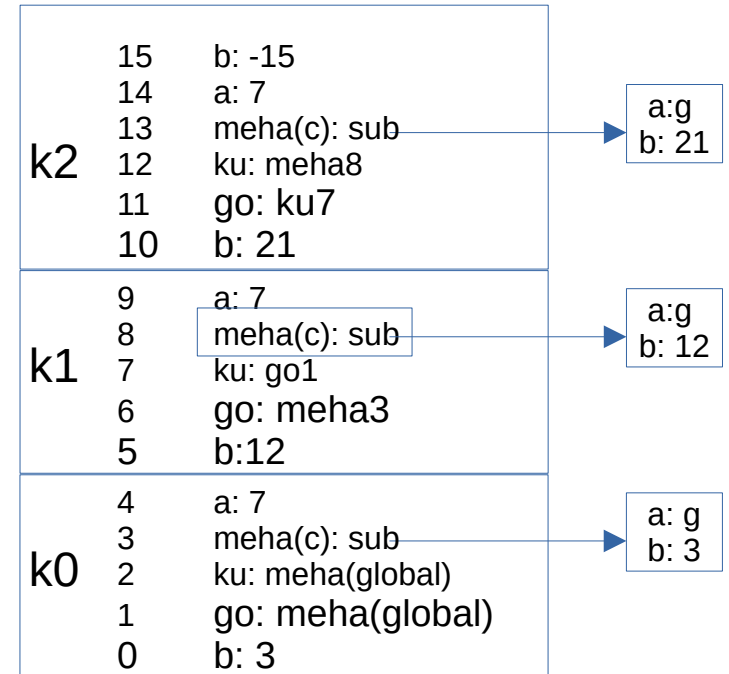 15 b: -15
14 a: 7
13 meha(c): sub
k2 12 ku: meha8
11 go: ku7
10 b: 21
a:g
b: 21
9 a: 7
8 meha(c): sub
k1 7 ku: go1
6 go: meha3
5 b:12
a:g
b: 12
4 a: 7
3 meha(c): sub
k0 2 ku: meha(global)
1 go: meha(global)
0 b: 3
a: g
b: 3